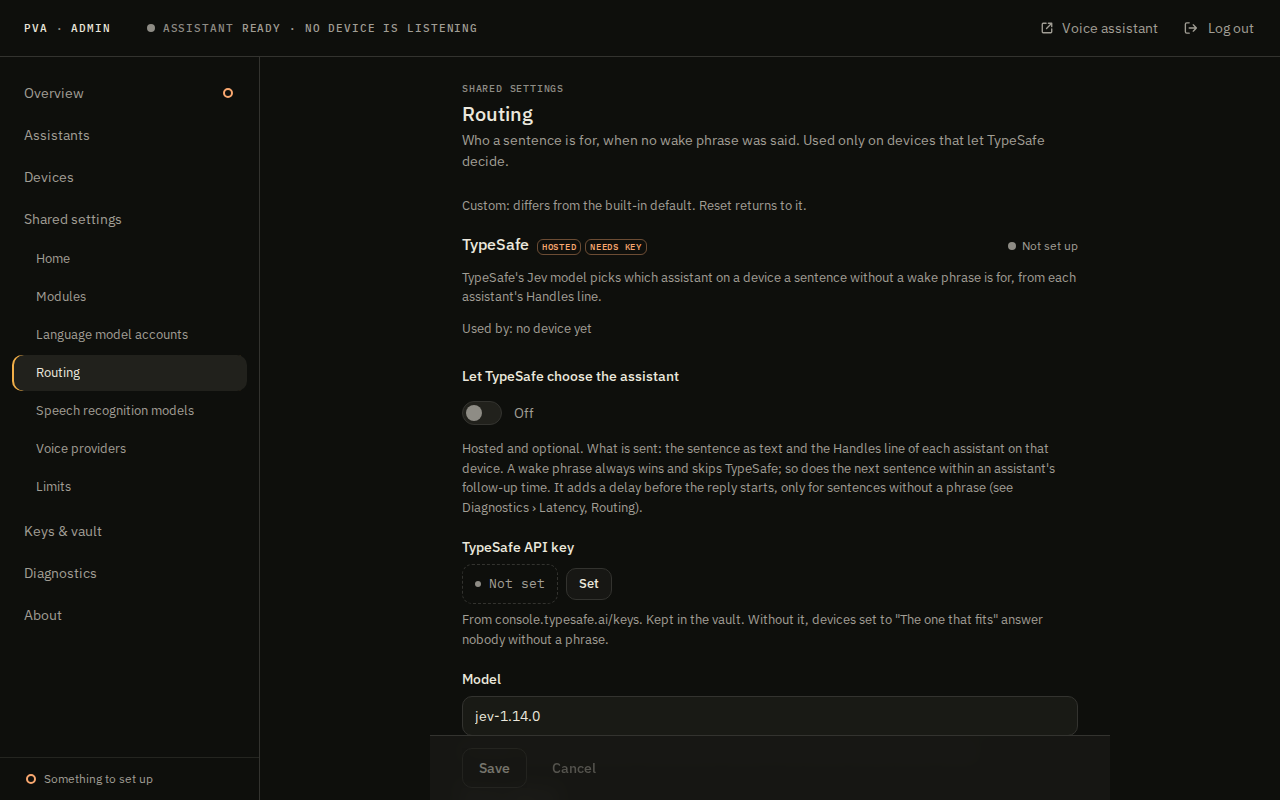 PVA · ADMIN
ASSISTANT READY · NO DEVICE IS LISTENING
Voice assistant
Log out
Overview
Assistants
Devices
Shared settings
Home
Modules
Language model accounts
Routing
Speech recognition models
Voice providers
Limits
Keys & vault
Diagnostics
About
Something to set up
SHARED SETTINGS
Routing
Who a sentence is for, when no wake phrase was said. Used only on devices that let TypeSafe
decide.
Custom: differs from the built-in default. Reset returns to it.
TypeSafe HOSTED NEEDS KEY
Not set up
TypeSafe's Jev model picks which assistant on a device a sentence without a wake phrase is for, from each
assistant's Handles line.
Used by: no device yet
Let TypeSafe choose the assistant
Off
Hosted and optional. What is sent: the sentence as text and the Handles line of each assistant on that
device. A wake phrase always wins and skips TypeSafe; so does the next sentence within an assistant's
follow-up time. It adds a delay before the reply starts, only for sentences without a phrase (see
Diagnostics › Latency, Routing).
TypeSafe API key
Not set
Set
From console.typesafe.ai/keys. Kept in the vault. Without it, devices set to "The one that fits" answer
nobody without a phrase.
Model
jev-1.14.0
Save
Cancel